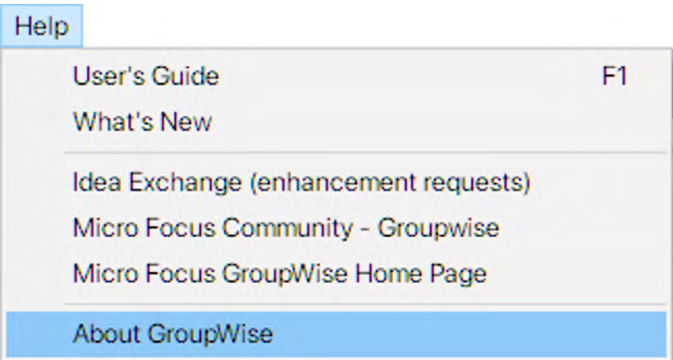 Help
User's Guide F1
What's New
Idea Exchange (enhancement requests)
Micro Focus Community - Groupwise
Micro Focus GroupWise Home Page
About GroupWise